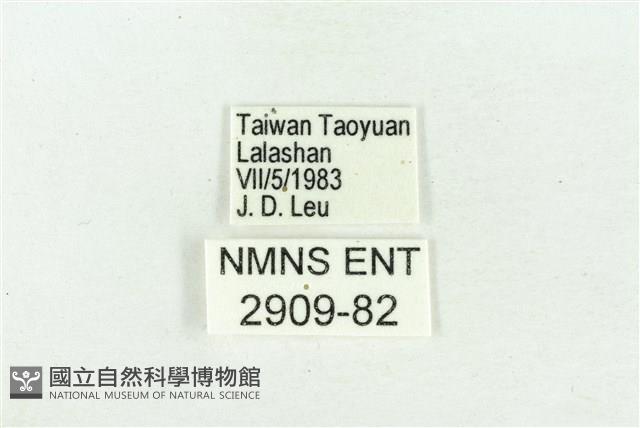 Taiwan Taoyuan
Lalashan
VII/5/1983
J. D. Leu
NMNS ENT
2909-82
國立自然科學博物館
NATIONAL MUSEUM OF NATURAL SCIENCE